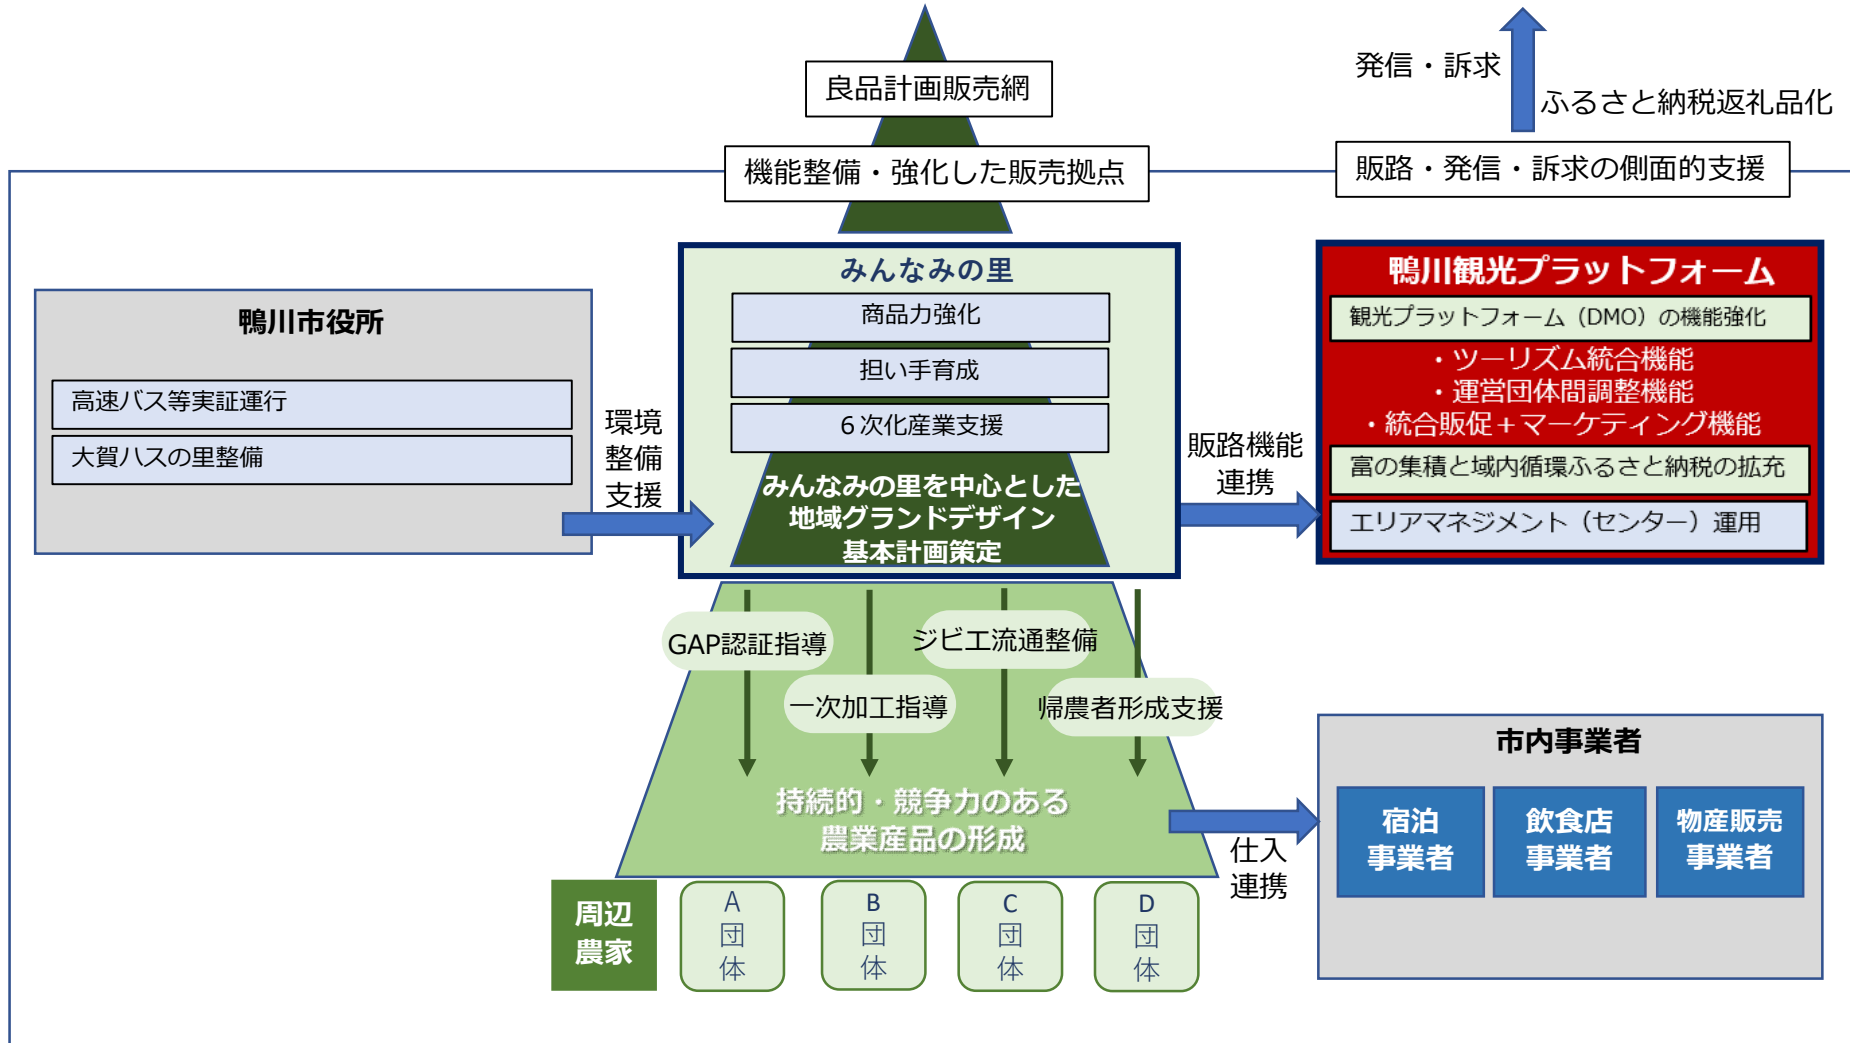 良品計画販売網
発信・訴求
ふるさと納税返礼品化
機能整備・強化した販売拠点
販路・発信・訴求の側面的支援
鴨川市役所
高速バス等実証運行
大賀ハスの里整備
環境
整備
支援
みんなみの里
商品力強化
担い手育成
６次化産業支援
みんなみの里を中心とした
地域グランドデザイン
基本計画策定
販路機能
連携
鴨川観光プラットフォーム
観光プラットフォーム（DMO）の機能強化
・ツーリズム統合機能
・運営団体間調整機能
・統合販促＋マーケティング機能
富の集積と域内循環ふるさと納税の拡充
エリアマネジメント（センター）運用
GAP認証指導
一次加工指導
ジビエ流通整備
帰農者形成支援
持続的・競争力のある
農業産品の形成
仕入
連携
市内事業者
宿泊
事業者
飲食店
事業者
物産販売
事業者
周辺
農家
A
団
体
B
団
体
C
団
体
D
団
体